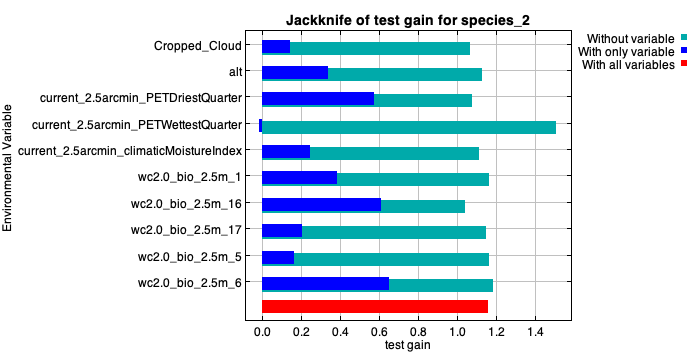 Jackknife of test gain for species_2
Without variable
With only variable
With all variables
Environmental Variable
Cropped_Cloud
alt
current_2.5arcmin_PETDriestQuarter
current_2.5arcmin_PETWettestQuarter
current_2.5arcmin_climaticMoistureIndex
wc2.0_bio_2.5m_1
wc2.0_bio_2.5m_16
wc2.0_bio_2.5m_17
wc2.0_bio_2.5m_5
wc2.0_bio_2.5m_6
0.0 0.2 0.4 0.6 0.8 1.0 1.2 1.4
test gain